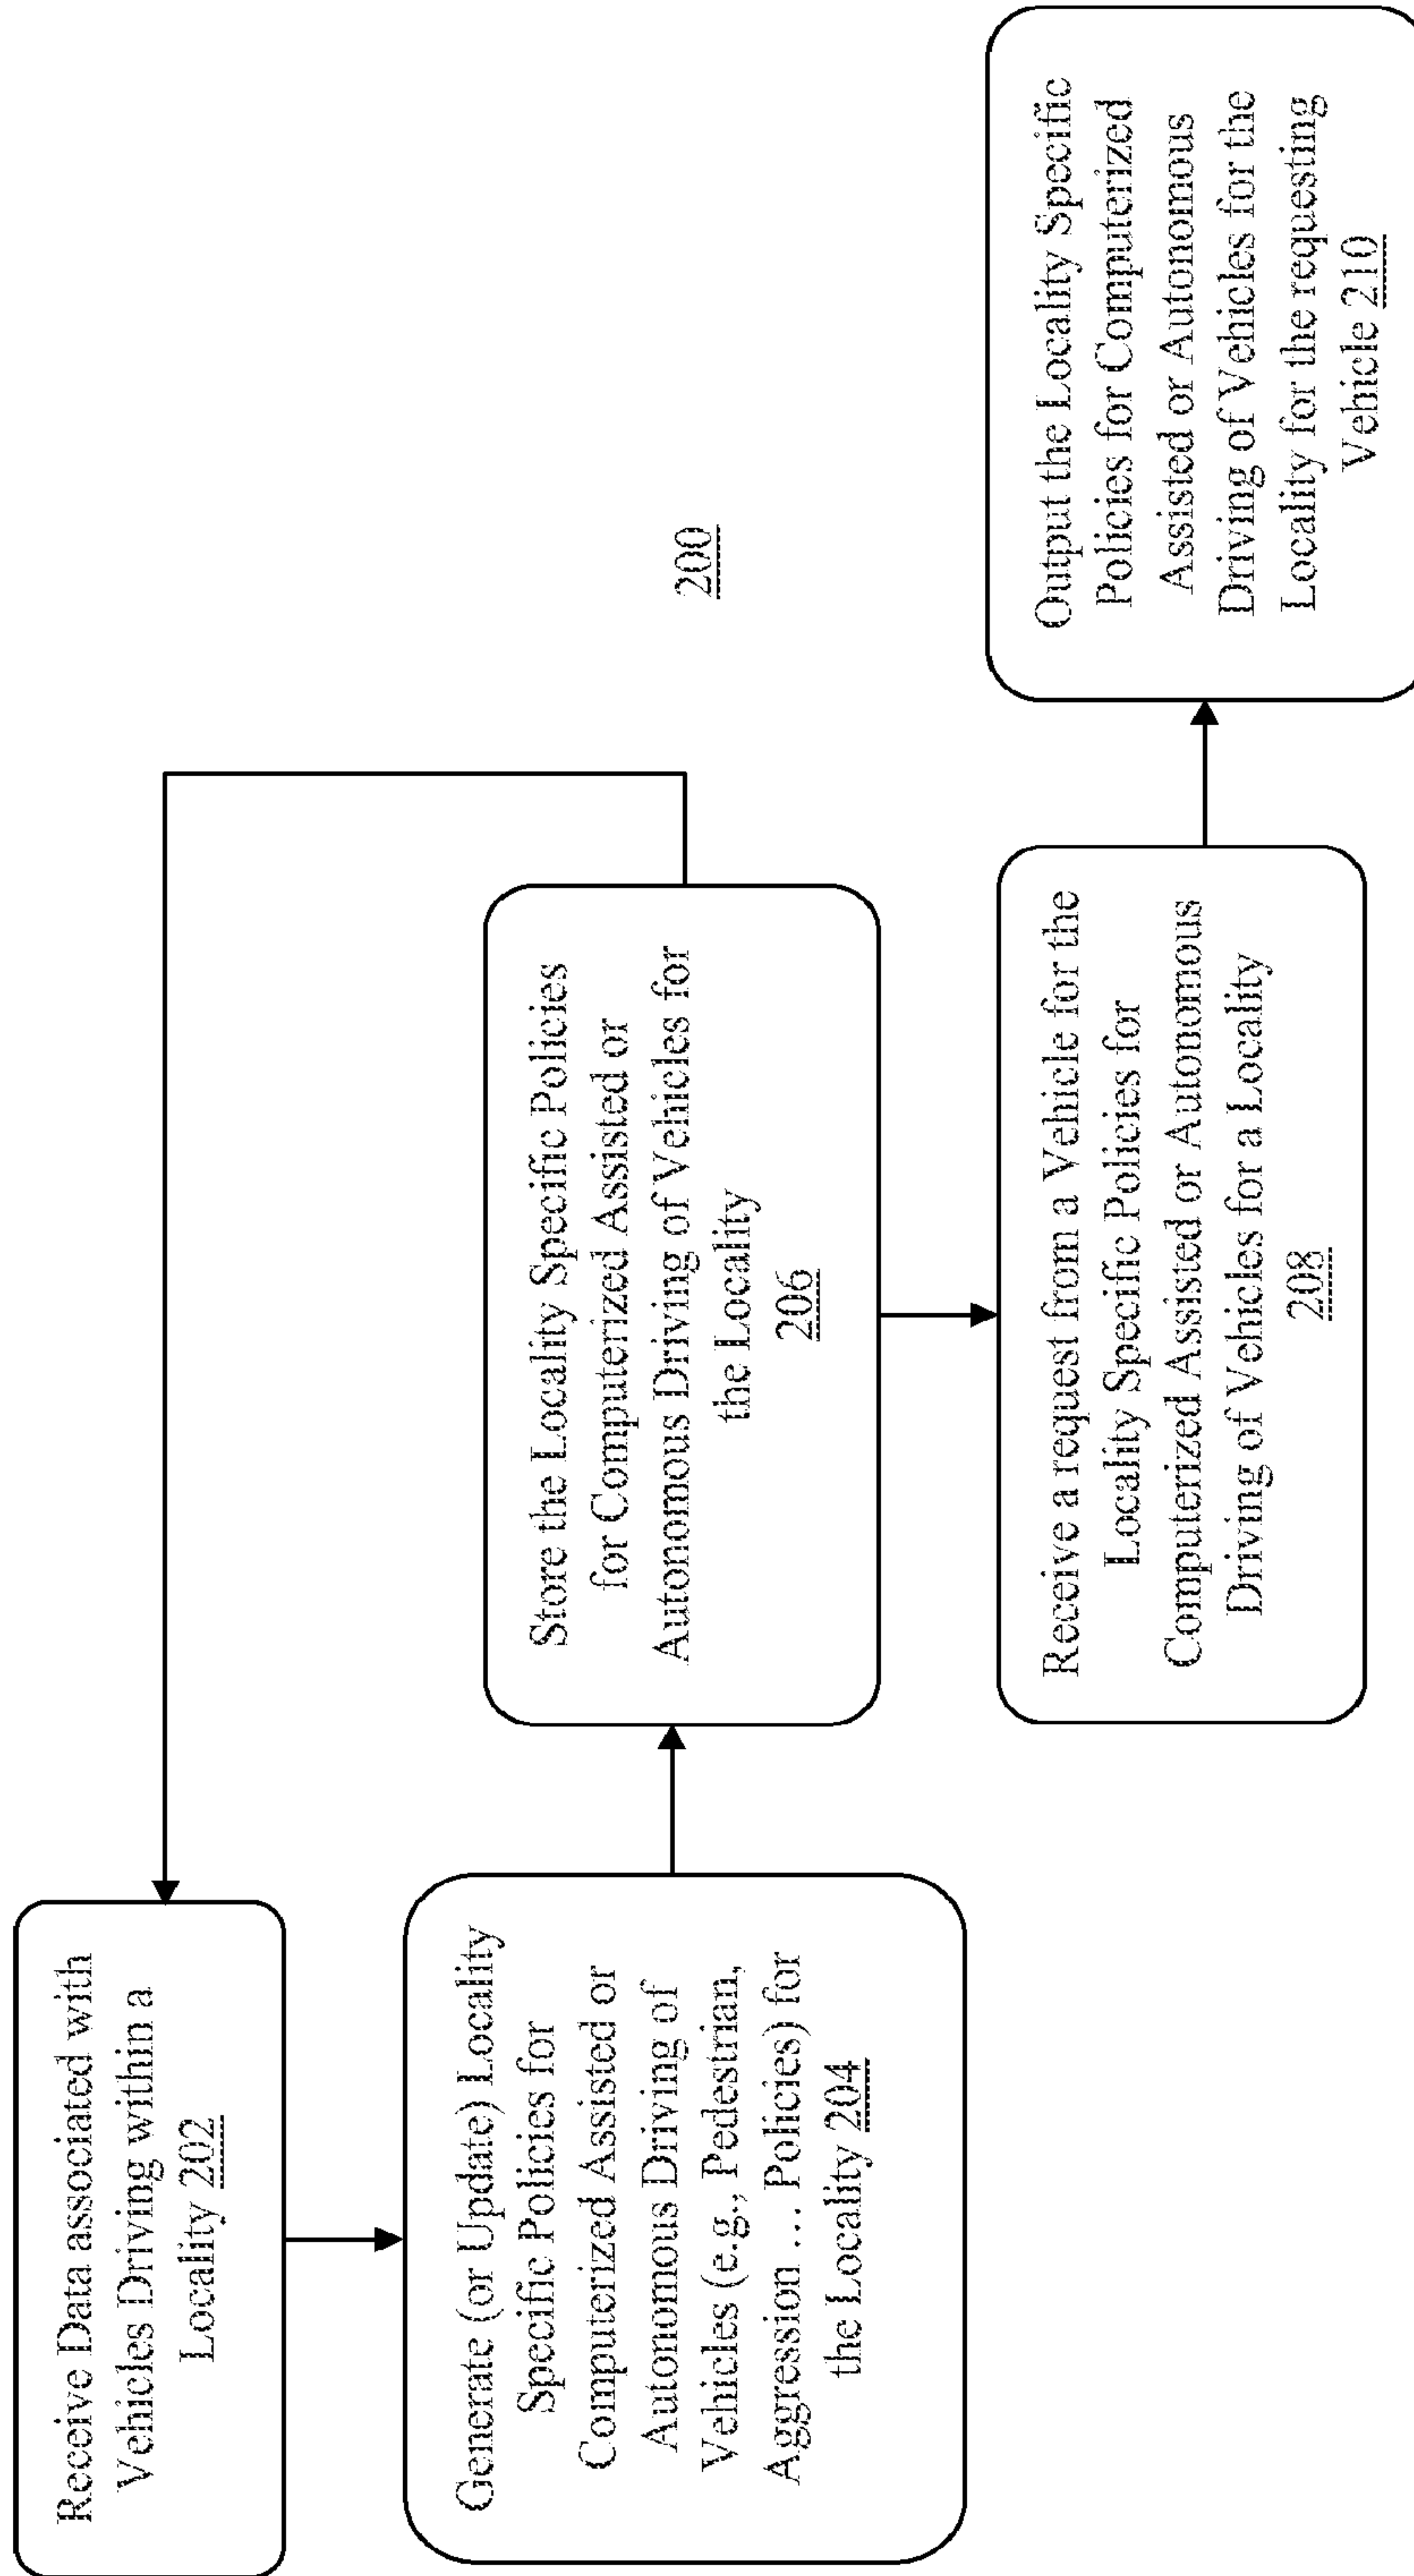 Receive Data associated with
Vehicles Driving within a
Locality 202
Generate (or Update) Locality
Specific Policies for
Computerized Assisted or
Autonomous Driving of
Vehicles (e.g., Pedestrian,
Aggression … Policies) for
the Locality 204
Store the Locality Specific Policies
for Computerized Assisted or
Autonomous Driving of Vehicles for
the Locality
206
200
Receive a request from a Vehicle for the
Locality Specific Policies for
Computerized Assisted or Autonomous
Driving of Vehicles for a Locality
208
Output the Locality Specific
Policies for Computerized
Assisted or Autonomous
Driving of Vehicles for the
Locality for the requesting
Vehicle 210